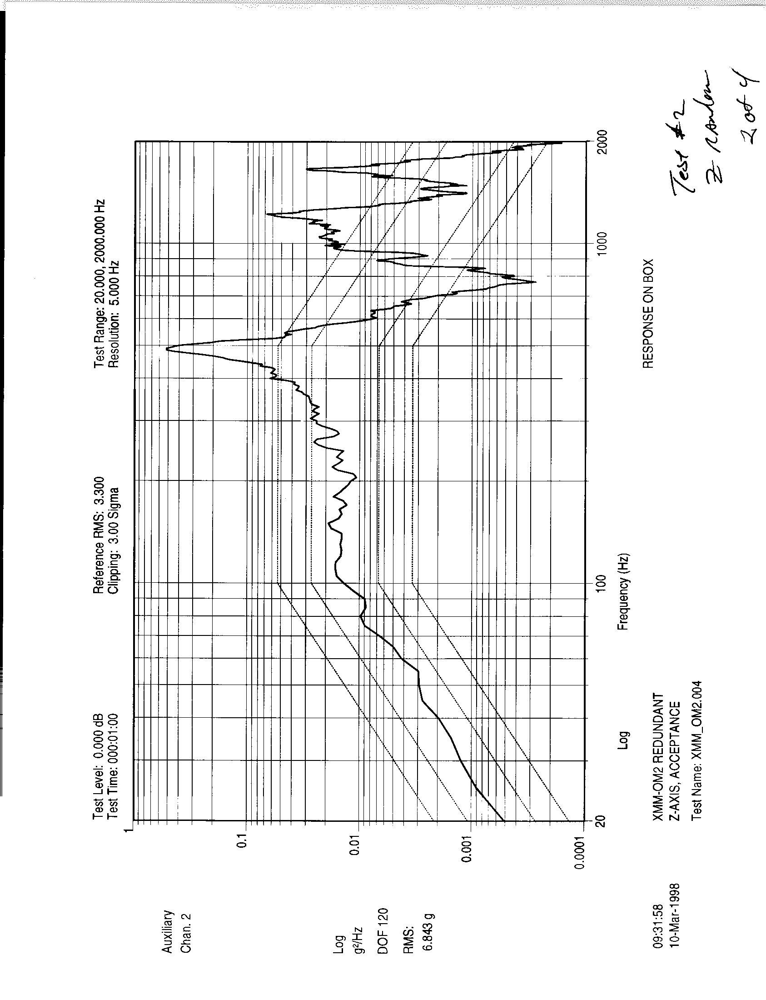 Test Level: 0.000 dB
Test Time: 000:01:00
Reference RMS: 3.300
Clipping: 3.00 Sigma
Test Range: 20.000, 2000.000 Hz
Resolution: 5.000 Hz
Auxiliary
Chan. 2
Log
g²/Hz
DOF 120
RMS:
6.843 g
1
0.1
0.01
0.001
0.0001
20
100
1000
2000
Log
Frequency (Hz)
RESPONSE ON BOX
09:31:58
10-Mar-1998
XMM-OM2 REDUNDANT
Z-AXIS, ACCEPTANCE
Test Name: XMM_OM2.004
Test #2
Z Random
2 of 4